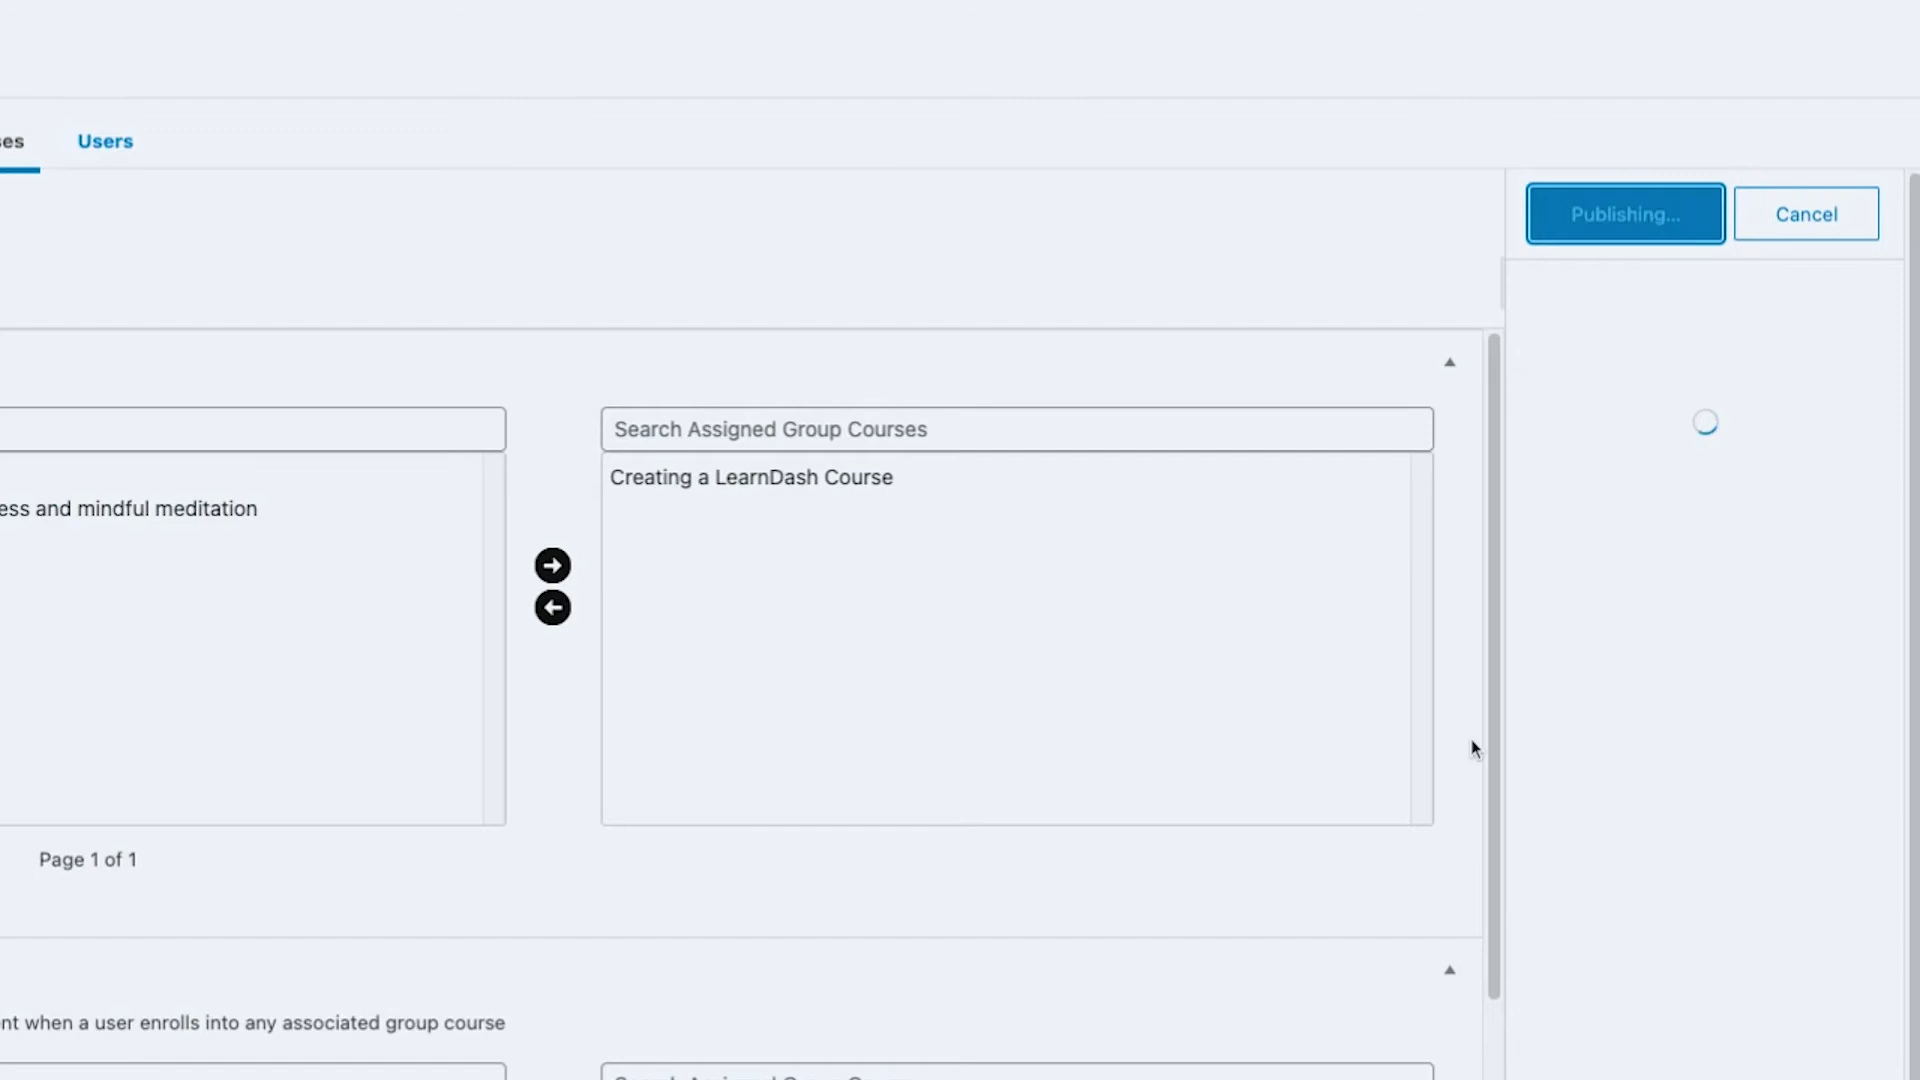 ses Users
Publishing...
Cancel
Search Assigned Group Courses
Creating a LearnDash Course
ess and mindful meditation
Page 1 of 1
nt when a user enrolls into any associated group course